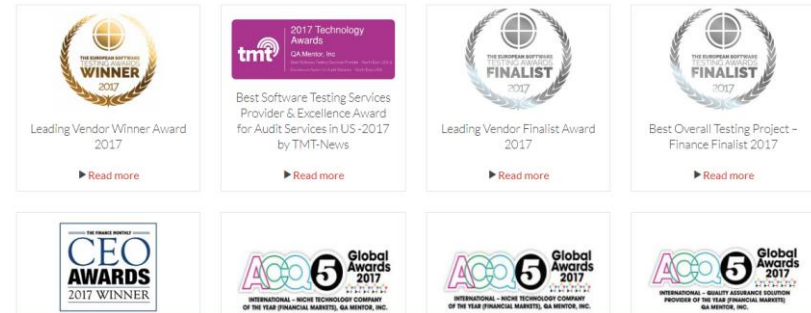 THE EUROPEAN SOFTWARE
TESTING AWARDS
WINNER
2017
Leading Vendor Winner Award
2017
Read more
tmt
2017 Technology
Awards
QA Mentor, Inc
Best Software Testing Services
Provider & Excellence Award
for Audit Services in US -2017
by TMT-News
Read more
THE EUROPEAN SOFTWARE
TESTING AWARDS
FINALIST
2017
Leading Vendor Finalist Award
2017
Read more
THE EUROPEAN SOFTWARE
TESTING AWARDS
FINALIST
2017
Best Overall Testing Project –
Finance Finalist 2017
Read more
THE FINANCE MONTHLY
CEO
AWARDS
2017 WINNER
ACQ5
Global
Awards
2017
INTERNATIONAL – NICHE TECHNOLOGY COMPANY
OF THE YEAR (FINANCIAL MARKETS), QA MENTOR, INC.
ACQ5
Global
Awards
2017
INTERNATIONAL – NICHE TECHNOLOGY COMPANY
OF THE YEAR (FINANCIAL MARKETS), QA MENTOR, INC.
ACQ5
Global
Awards
2017
INTERNATIONAL – QUALITY ASSURANCE SOLUTION
PROVIDER OF THE YEAR (FINANCIAL MARKETS)
QA MENTOR, INC.